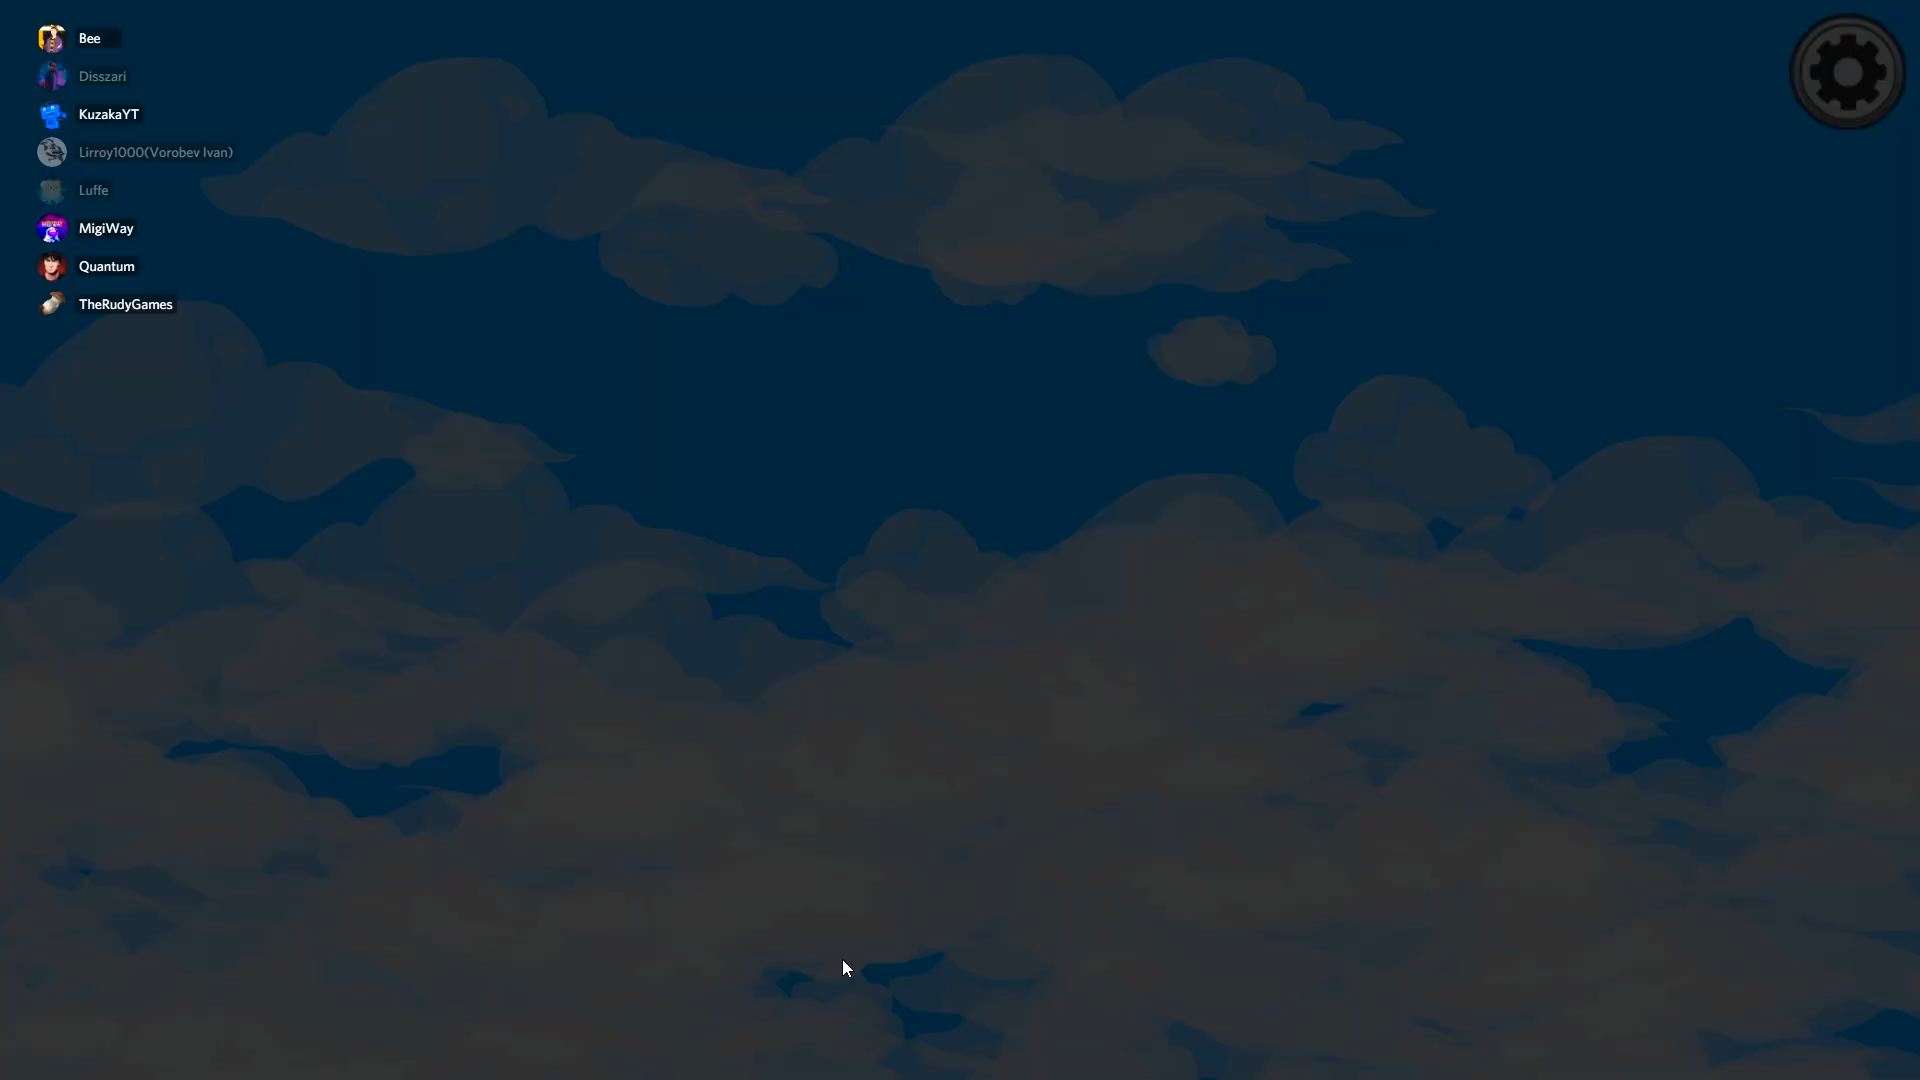 Bee
Disszari
KuzakaYT
Lirroy1000(Vorobev Ivan)
Luffe
MigiWay
Quantum
TheRudyGames